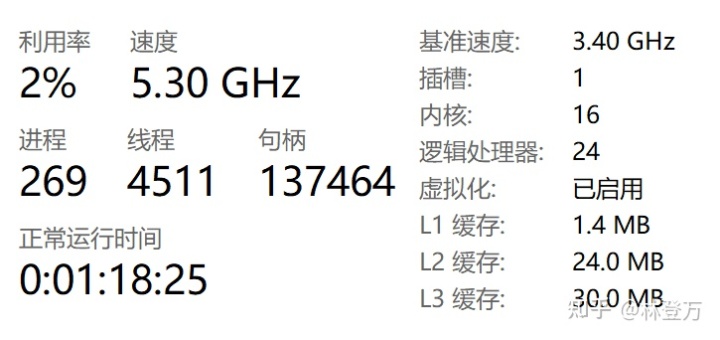 利用率 速度
2% 5.30 GHz
进程 线程 句柄
269 4511 137464
正常运行时间
0:01:18:25
基准速度: 3.40 GHz
插槽: 1
内核: 16
逻辑处理器: 24
虚拟化: 已启用
L1 缓存: 1.4 MB
L2 缓存: 24.0 MB
L3 缓存: 30.0 MB
知乎 @林登万